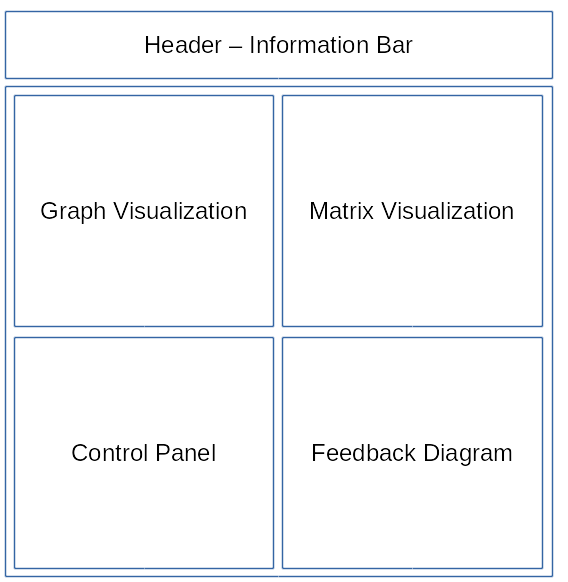 Header – Information Bar
Graph Visualization
Matrix Visualization
Control Panel
Feedback Diagram